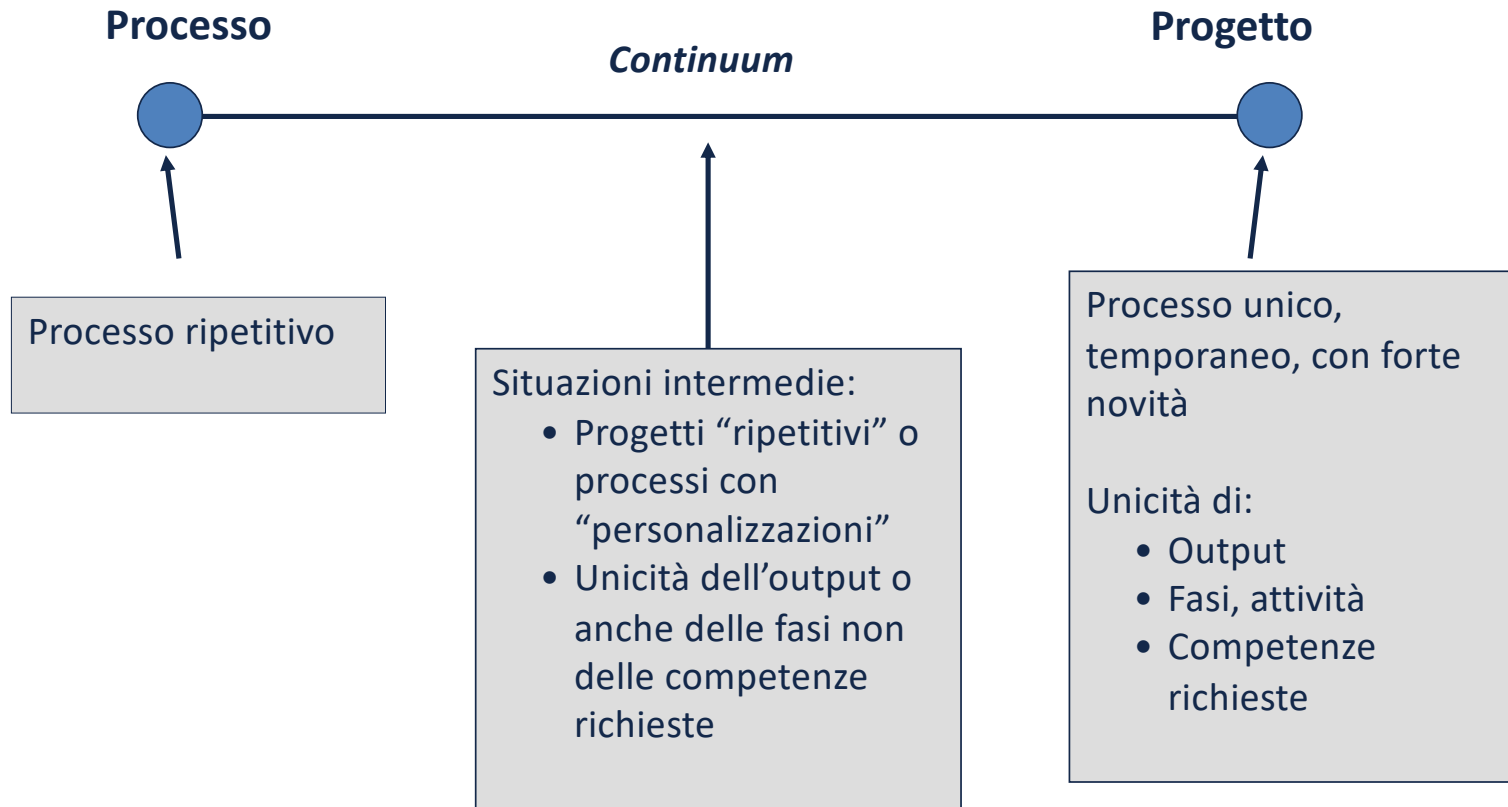 Processo
Continuum
Progetto
Processo ripetitivo
Situazioni intermedie:
• Progetti “ripetitivi” o
processi con
“personalizzazioni”
• Unicità dell’output o
anche delle fasi non
delle competenze
richieste
Processo unico,
temporaneo, con forte
novità
Unicità di:
• Output
• Fasi, attività
• Competenze
richieste